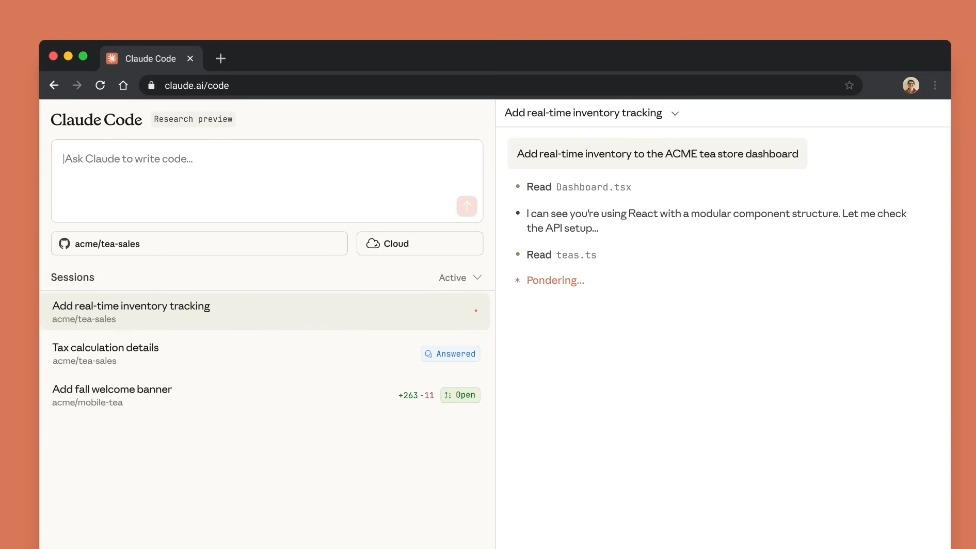 Claude Code
claude.ai/code
Claude Code Research preview
Ask Claude to write code...
acme/tea-sales
Cloud
Sessions
Active
Add real-time inventory tracking
acme/tea-sales
Tax calculation details
acme/tea-sales
Answered
Add fall welcome banner
acme/mobile-tea
+263 -11 Open
Add real-time inventory tracking
Add real-time inventory to the ACME tea store dashboard
Read Dashboard.tsx
I can see you're using React with a modular component structure. Let me check
the API setup...
Read teas.ts
Pondering...